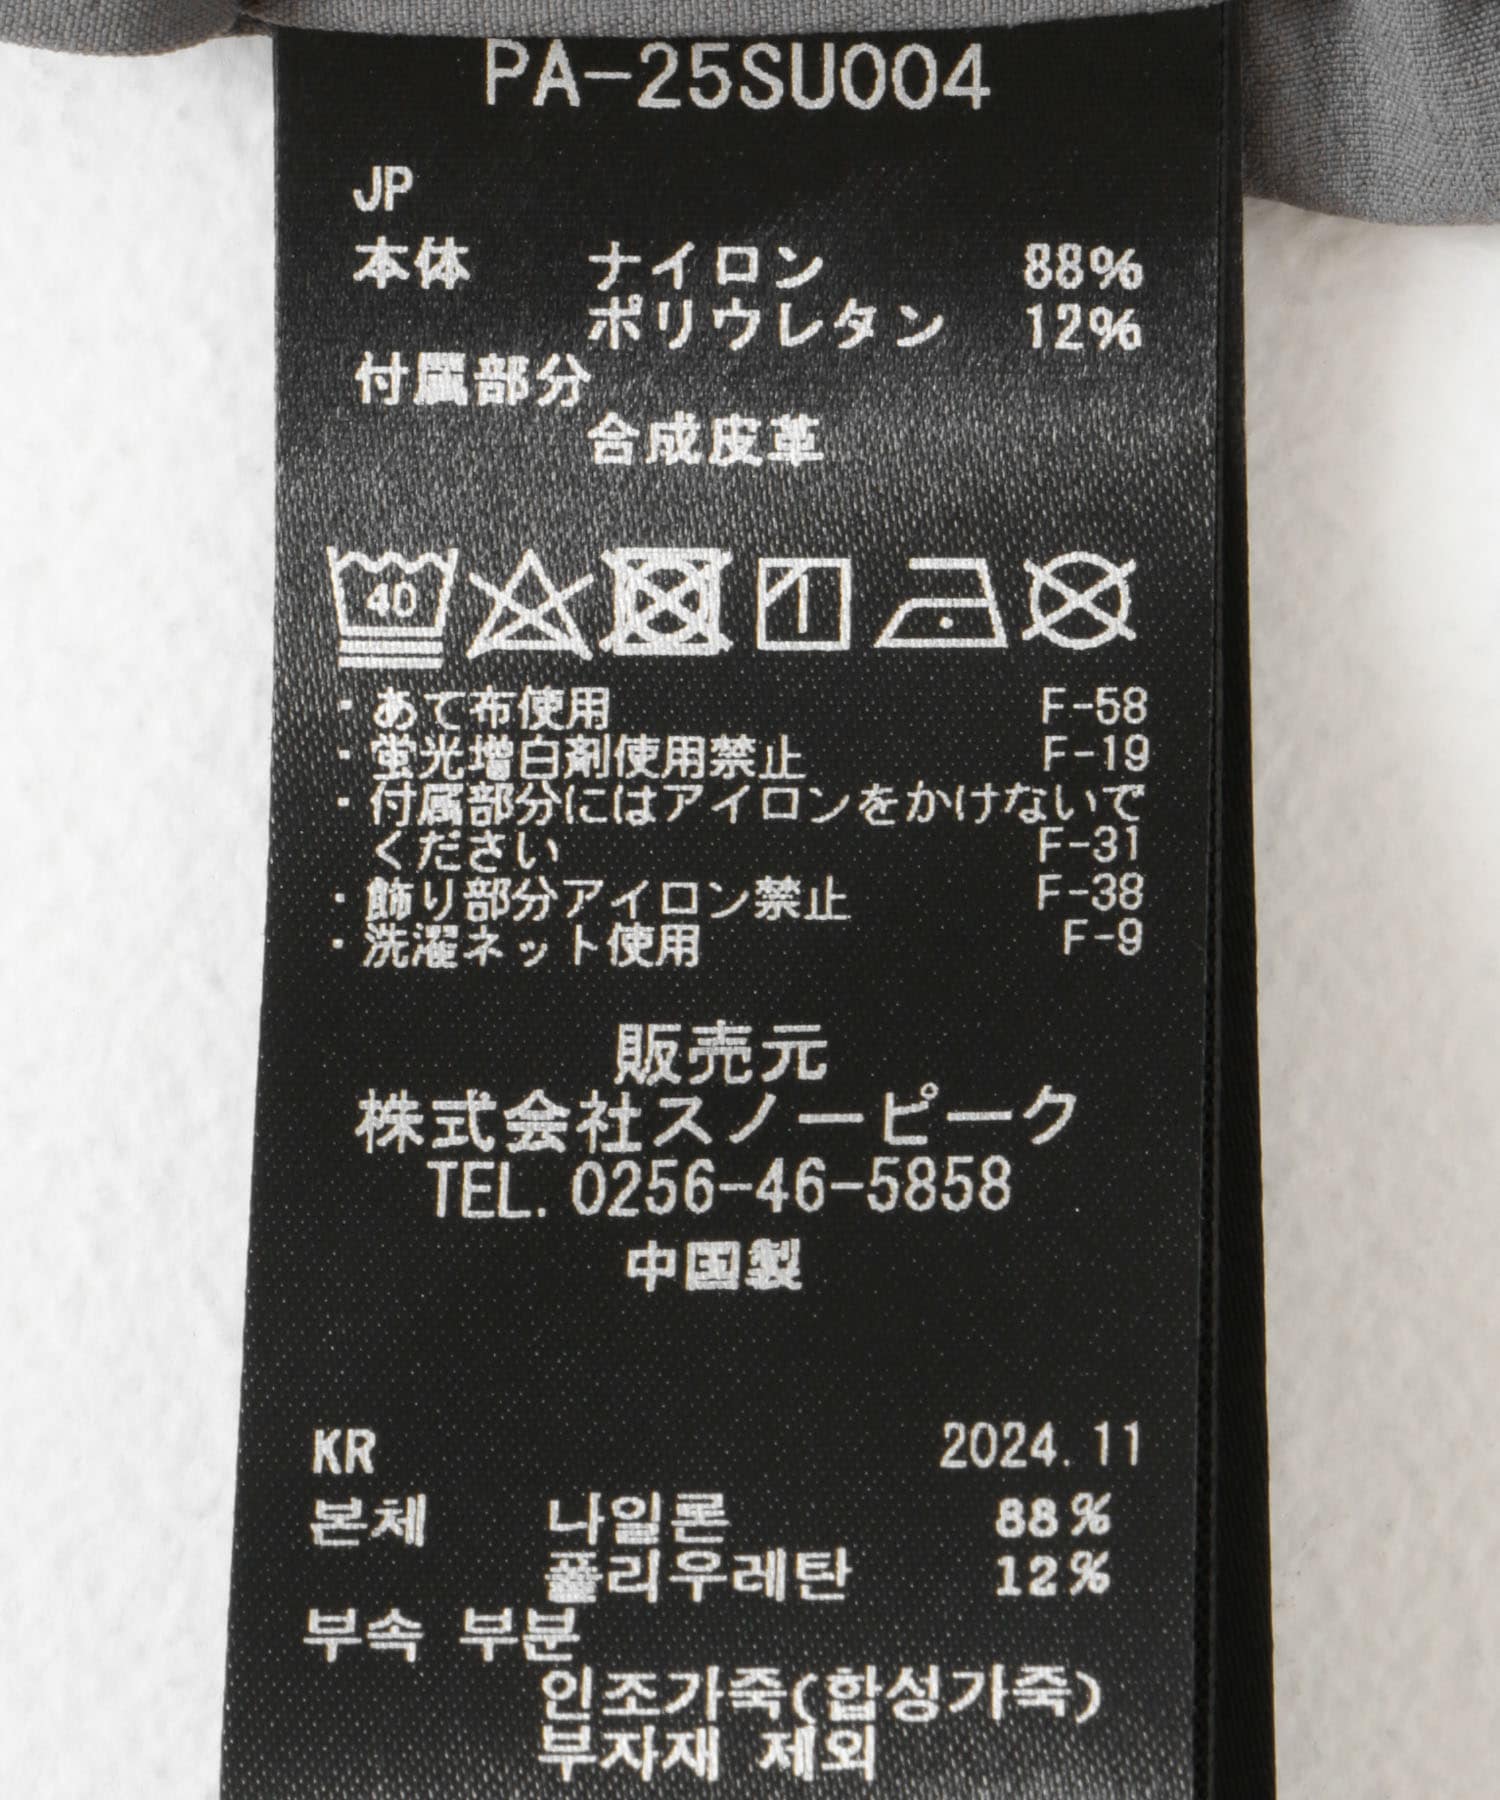 PA-25SU004
JP
本体 ナイロン 88%
ポリウレタン 12%
付属部分
合成皮革
40
・あて布使用 F-58
・蛍光増白剤使用禁止 F-19
・付属部分にはアイロンをかけないで
ください F-31
・飾り部分アイロン禁止 F-38
・洗濯ネット使用 F-9
販売元
株式会社スノーピーク
TEL. 0256-46-5858
中国製
KR 2024.11
본체 나일론 88%
폴리우레탄 12%
부속 부분
인조가죽(합성가죽)
부자재 제외